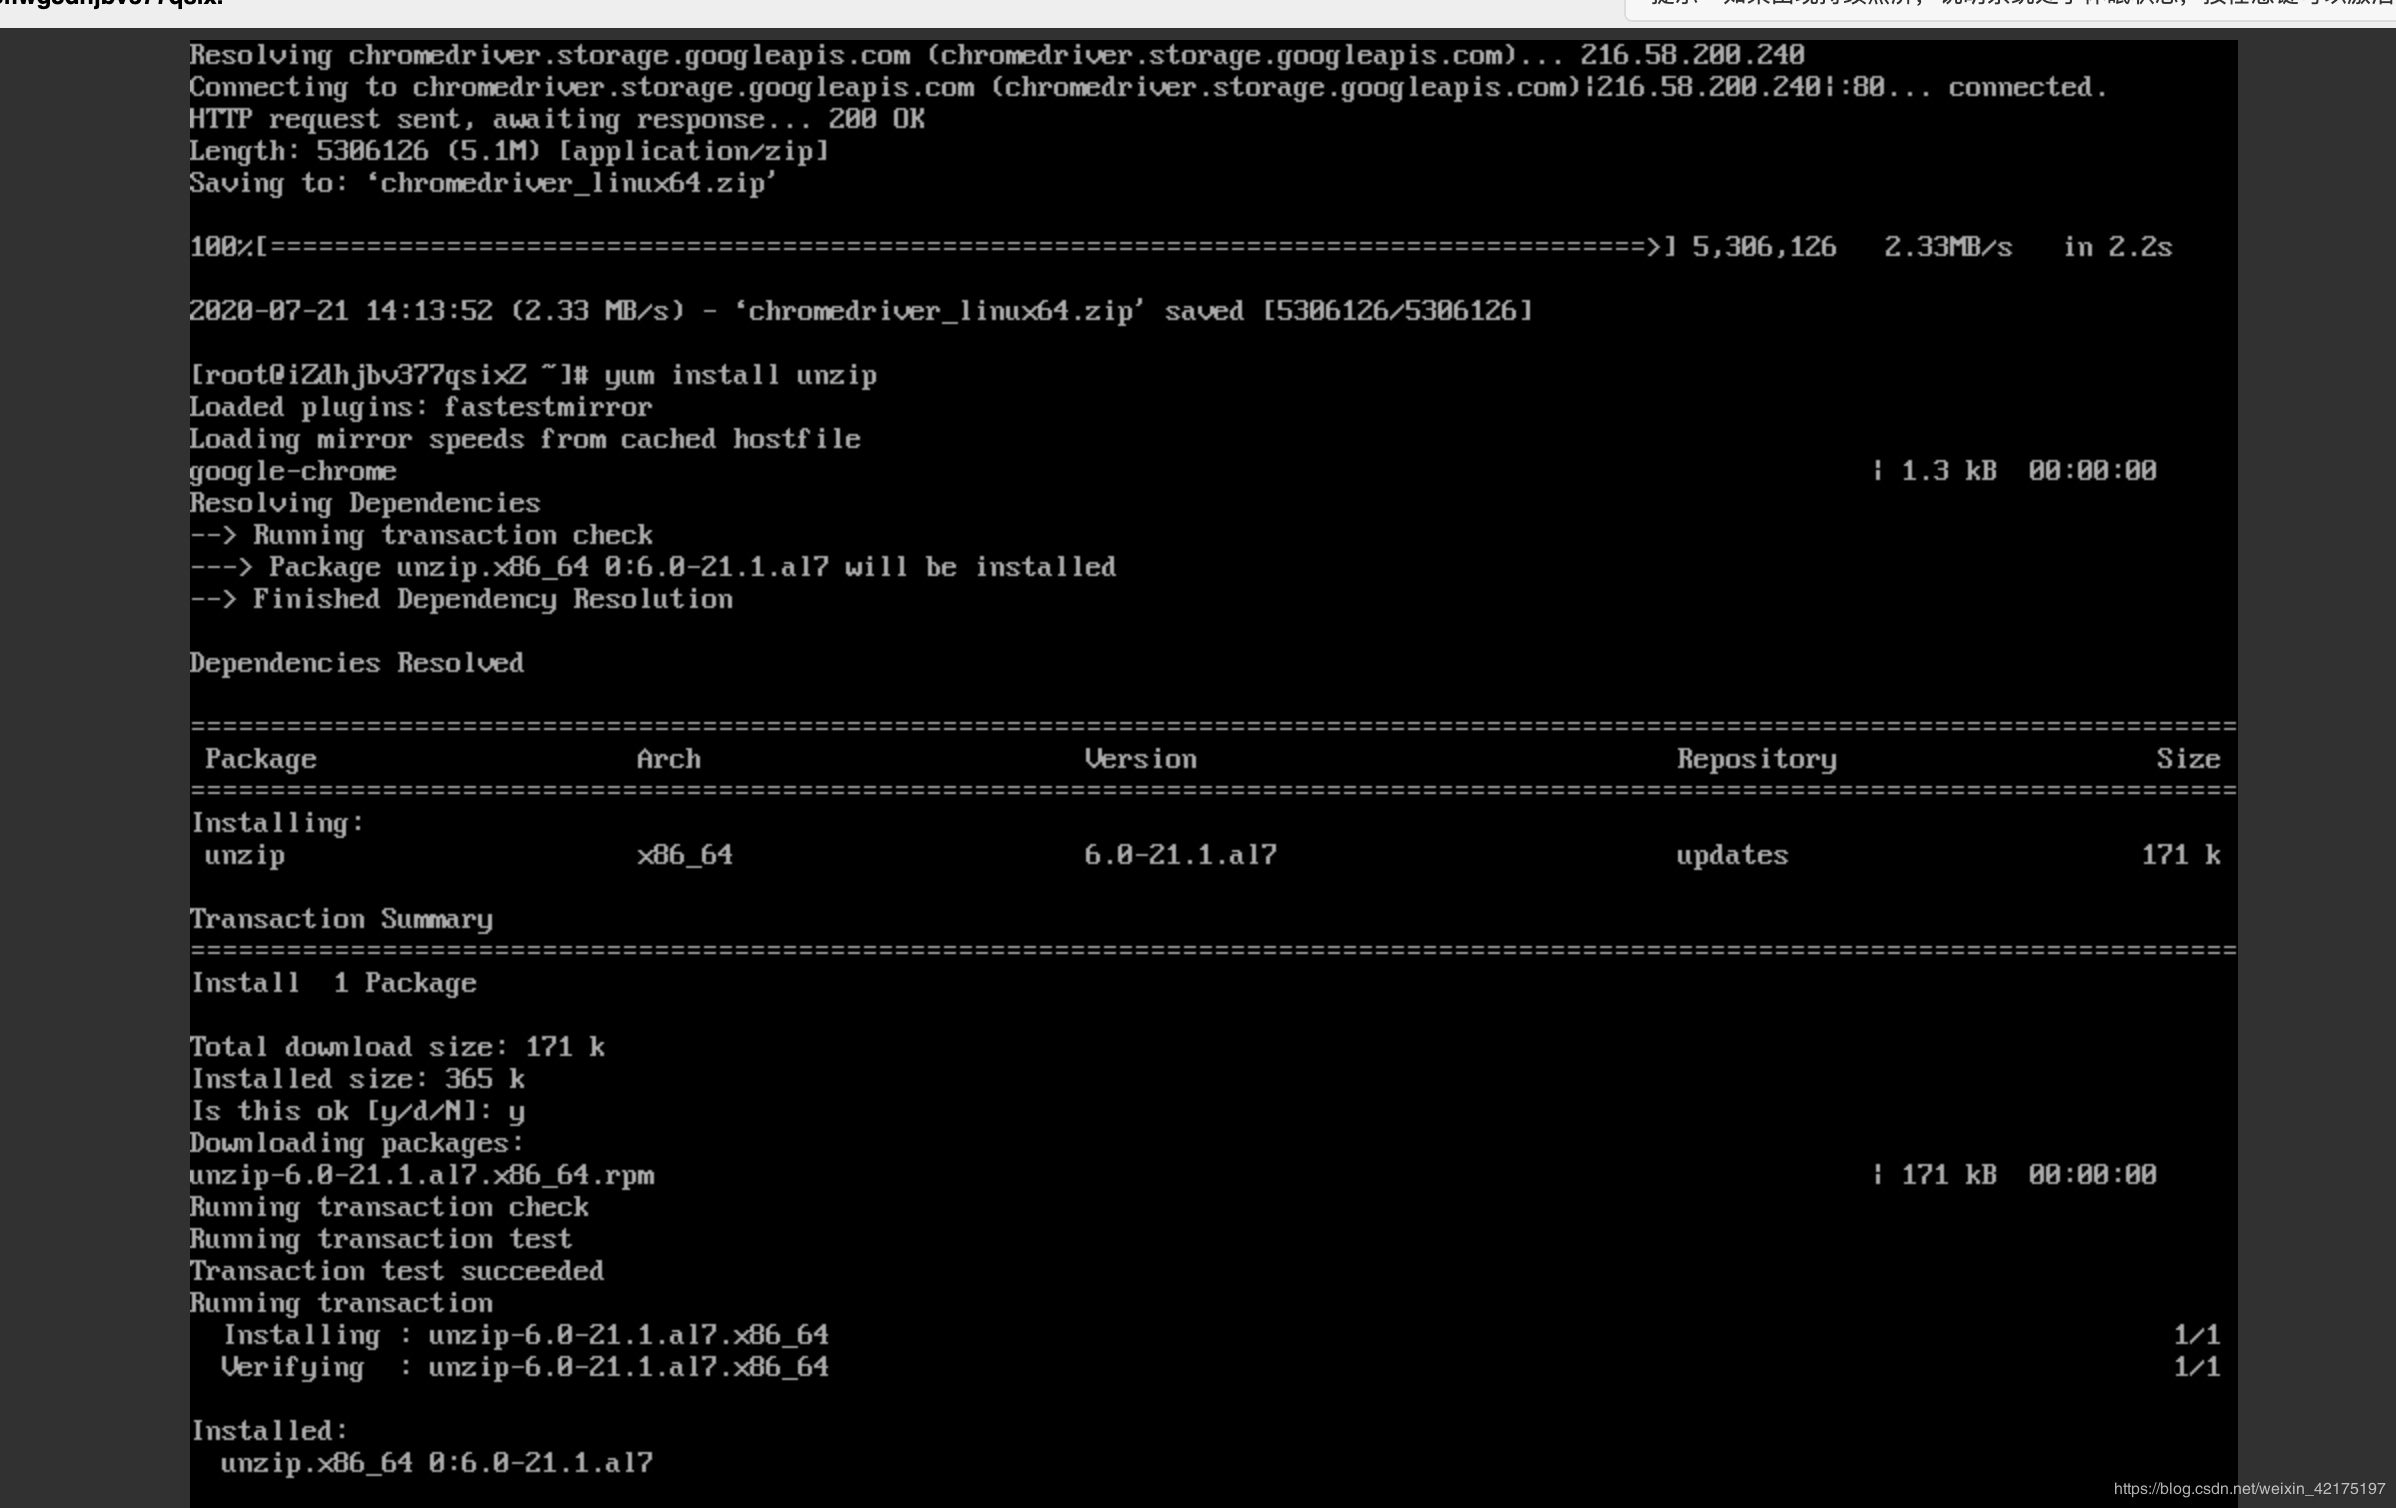 Resolving chromedriver.storage.googleapis.com (chromedriver.storage.googleapis.com)... 216.58.200.240
Connecting to chromedriver.storage.googleapis.com (chromedriver.storage.googleapis.com)|216.58.200.240|:80... connected.
HTTP request sent, awaiting response... 200 OK
Length: 5306126 (5.1M) [application/zip]
Saving to: ‘chromedriver_linux64.zip’
100%[======================================================================================>] 5,306,126   2.33MB/s   in 2.2s
2020-07-21 14:13:52 (2.33 MB/s) - ‘chromedriver_linux64.zip’ saved [5306126/5306126]
[root@iZdhjbv377qsixZ ~]# yum install unzip
Loaded plugins: fastestmirror
Loading mirror speeds from cached hostfile
google-chrome | 1.3 kB  00:00:00
Resolving Dependencies
--> Running transaction check
---> Package unzip.x86_64 0:6.0-21.1.al7 will be installed
--> Finished Dependency Resolution
Dependencies Resolved
================================================================================================================================
Package Arch Version Repository Size
================================================================================================================================
Installing:
unzip x86_64 6.0-21.1.al7 updates 171 k
Transaction Summary
================================================================================================================================
Install  1 Package
Total download size: 171 k
Installed size: 365 k
Is this ok [y/d/N]: y
Downloading packages:
unzip-6.0-21.1.al7.x86_64.rpm | 171 kB  00:00:00
Running transaction check
Running transaction test
Transaction test succeeded
Running transaction
Installing : unzip-6.0-21.1.al7.x86_64 1/1
Verifying  : unzip-6.0-21.1.al7.x86_64 1/1
Installed:
unzip.x86_64 0:6.0-21.1.al7
https://blog.csdn.net/weixin_42175197